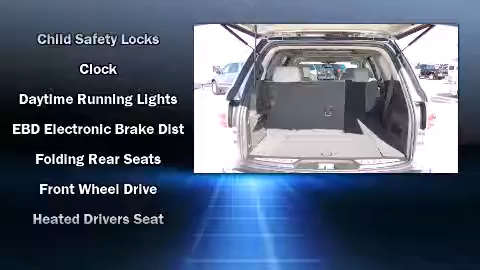 Child Safety Locks
Clock
Daytime Running Lights
EBD Electronic Brake Dist
Folding Rear Seats
Front Wheel Drive
Heated Drivers Seat